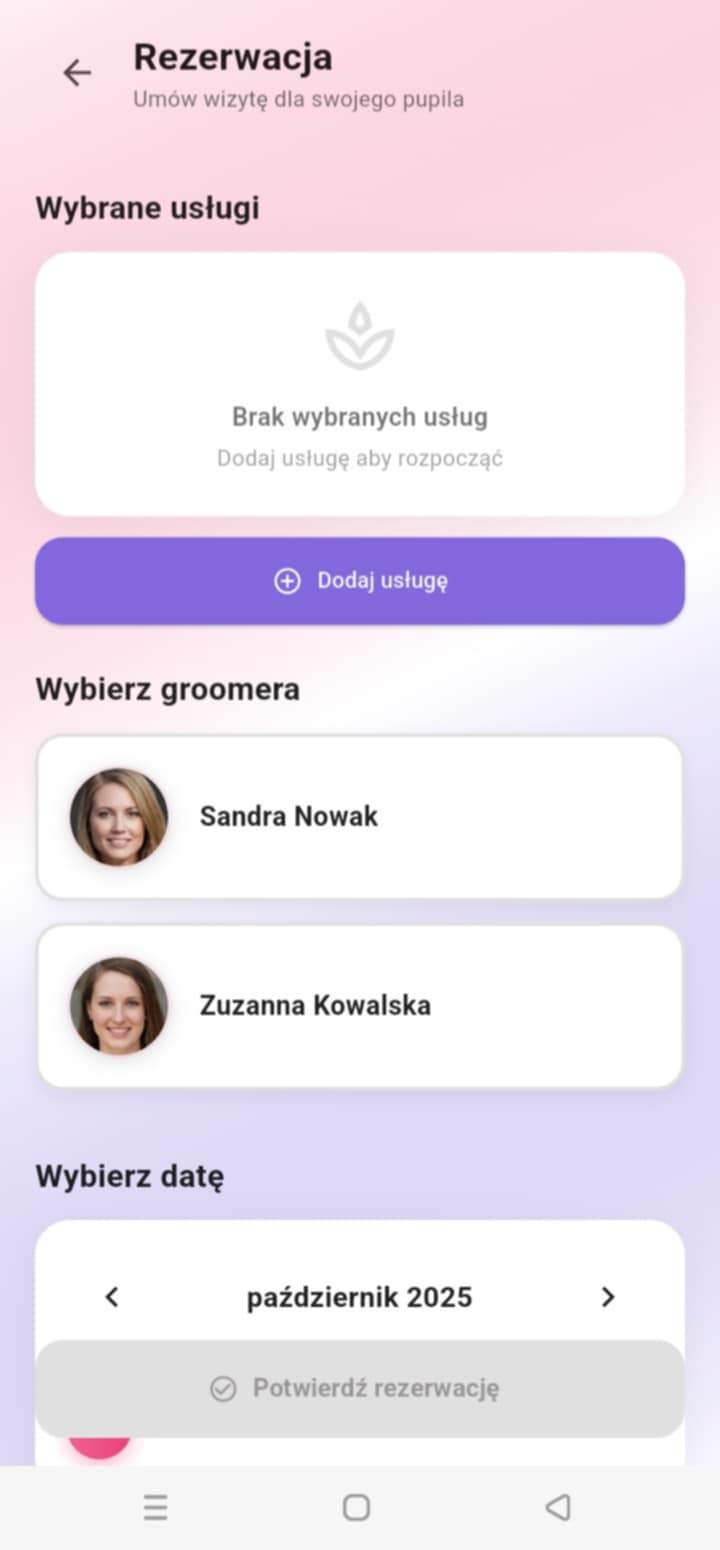 Rezerwacja
Umów wizytę dla swojego pupila
Wybrane usługi
Brak wybranych usług
Dodaj usługę aby rozpocząć
Dodaj usługę
Wybierz groomera
Sandra Nowak
Zuzanna Kowalska
Wybierz datę
październik 2025
Potwierdź rezerwację